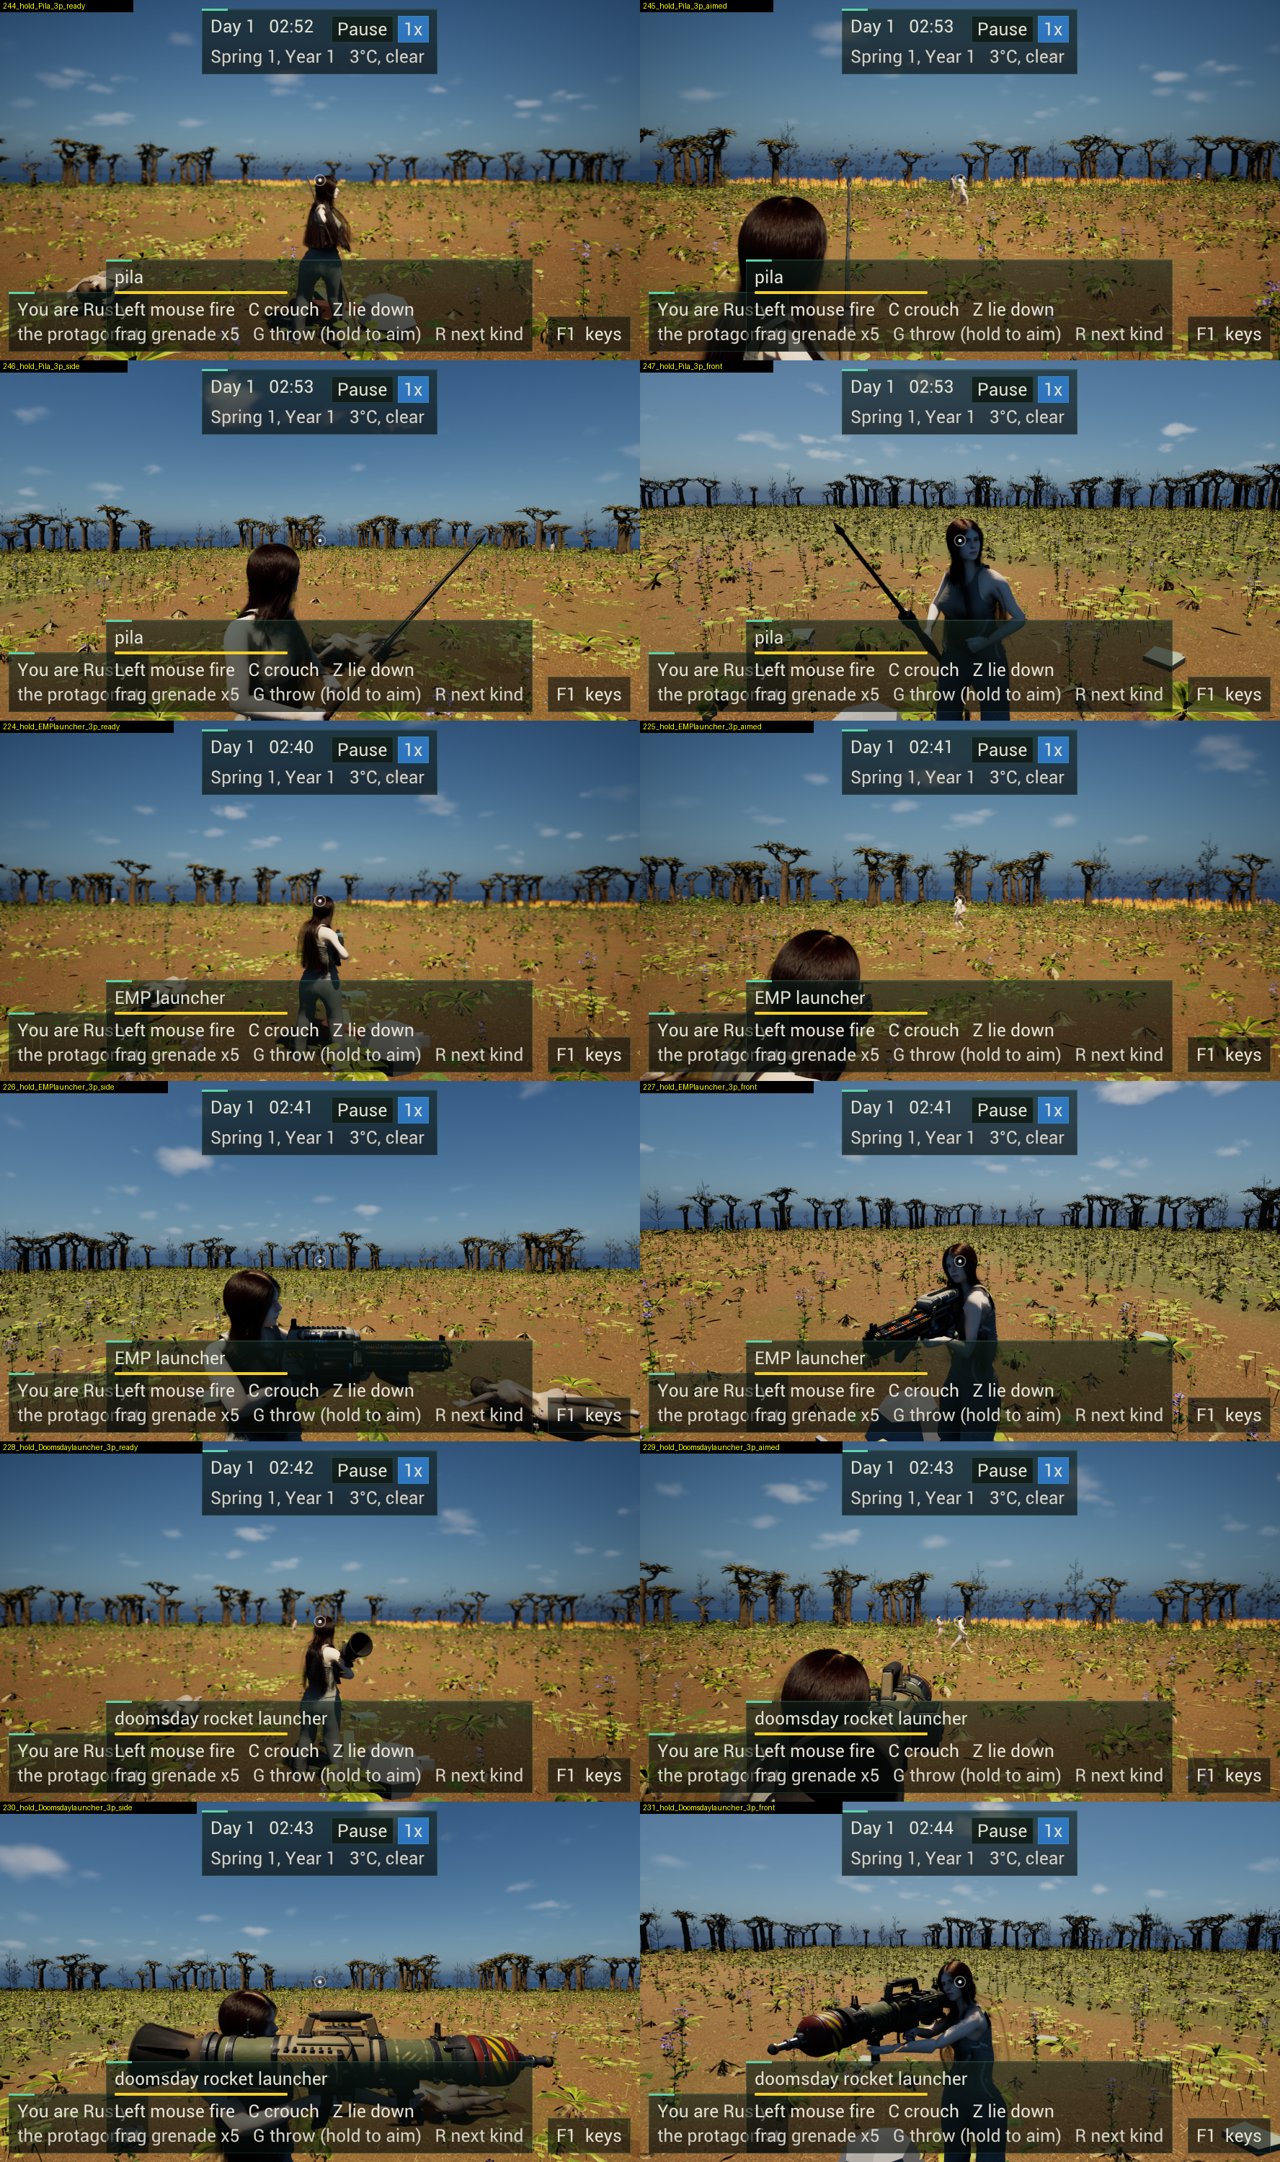 244_hold_Pila_3p_ready
Day 1 02:52 Pause 1x
Spring 1, Year 1 3°C, clear
pila
You are Rus Left mouse fire C crouch Z lie down
the protago frag grenade x5 G throw (hold to aim) R next kind F1 keys
245_hold_Pila_3p_aimed
Day 1 02:53 Pause 1x
Spring 1, Year 1 3°C, clear
pila
You are Rus Left mouse fire C crouch Z lie down
the protago frag grenade x5 G throw (hold to aim) R next kind F1 keys
246_hold_Pila_3p_side
Day 1 02:53 Pause 1x
Spring 1, Year 1 3°C, clear
pila
You are Rus Left mouse fire C crouch Z lie down
the protago frag grenade x5 G throw (hold to aim) R next kind F1 keys
247_hold_Pila_3p_front
Day 1 02:53 Pause 1x
Spring 1, Year 1 3°C, clear
pila
You are Rus Left mouse fire C crouch Z lie down
the protago frag grenade x5 G throw (hold to aim) R next kind F1 keys
224_hold_EMPlauncher_3p_ready
Day 1 02:40 Pause 1x
Spring 1, Year 1 3°C, clear
EMP launcher
You are Rus Left mouse fire C crouch Z lie down
the protago frag grenade x5 G throw (hold to aim) R next kind F1 keys
225_hold_EMPlauncher_3p_aimed
Day 1 02:41 Pause 1x
Spring 1, Year 1 3°C, clear
EMP launcher
You are Rus Left mouse fire C crouch Z lie down
the protago frag grenade x5 G throw (hold to aim) R next kind F1 keys
226_hold_EMPlauncher_3p_side
Day 1 02:41 Pause 1x
Spring 1, Year 1 3°C, clear
EMP launcher
You are Rus Left mouse fire C crouch Z lie down
the protago frag grenade x5 G throw (hold to aim) R next kind F1 keys
227_hold_EMPlauncher_3p_front
Day 1 02:41 Pause 1x
Spring 1, Year 1 3°C, clear
EMP launcher
You are Rus Left mouse fire C crouch Z lie down
the protago frag grenade x5 G throw (hold to aim) R next kind F1 keys
228_hold_Doomsdaylauncher_3p_ready
Day 1 02:42 Pause 1x
Spring 1, Year 1 3°C, clear
doomsday rocket launcher
You are Rus Left mouse fire C crouch Z lie down
the protago frag grenade x5 G throw (hold to aim) R next kind F1 keys
229_hold_Doomsdaylauncher_3p_aimed
Day 1 02:43 Pause 1x
Spring 1, Year 1 3°C, clear
doomsday rocket launcher
You are Rus Left mouse fire C crouch Z lie down
the protago frag grenade x5 G throw (hold to aim) R next kind F1 keys
230_hold_Doomsdaylauncher_3p_side
Day 1 02:43 Pause 1x
Spring 1, Year 1 3°C, clear
doomsday rocket launcher
You are Rus Left mouse fire C crouch Z lie down
the protago frag grenade x5 G throw (hold to aim) R next kind F1 keys
231_hold_Doomsdaylauncher_3p_front
Day 1 02:44 Pause 1x
Spring 1, Year 1 3°C, clear
doomsday rocket launcher
You are Rus Left mouse fire C crouch Z lie down
the protago frag grenade x5 G throw (hold to aim) R next kind F1 keys